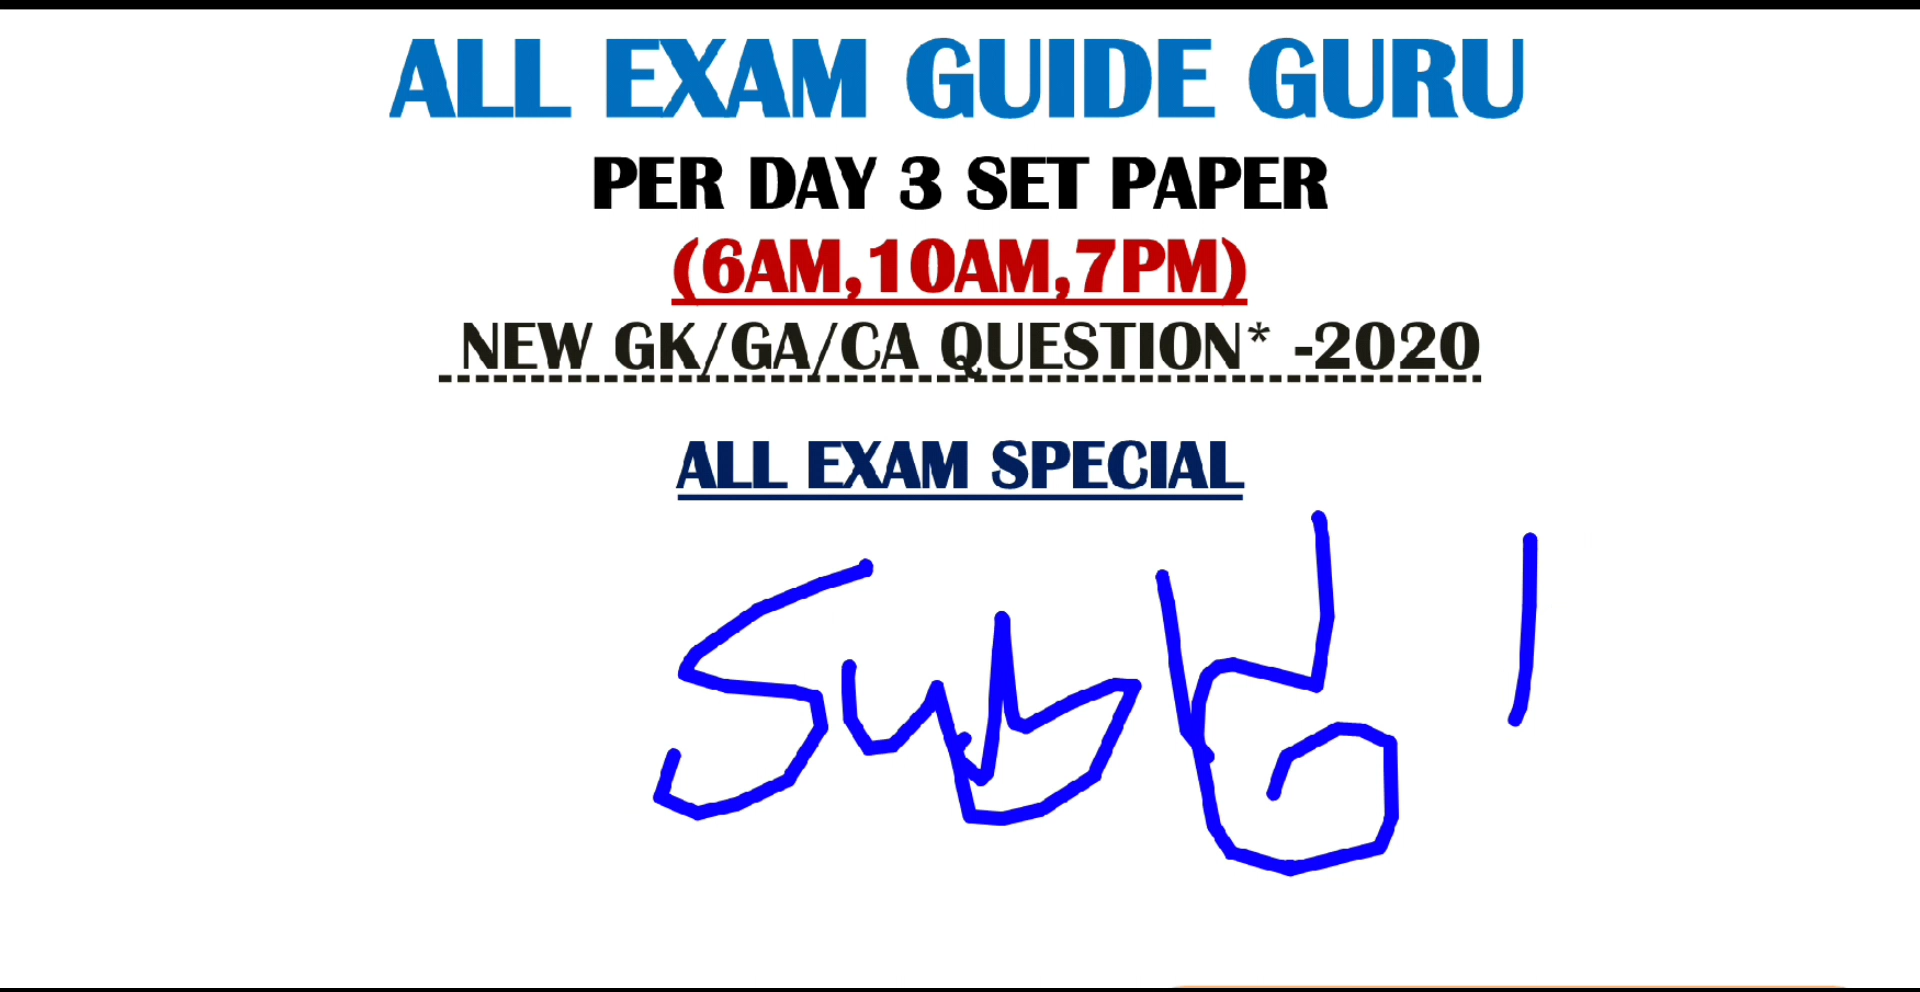 ALL EXAM GUIDE GURU
PER DAY 3 SET PAPER
(6AM,10AM,7PM)
NEW GK/GA/CA QUESTION* -2020
ALL EXAM SPECIAL